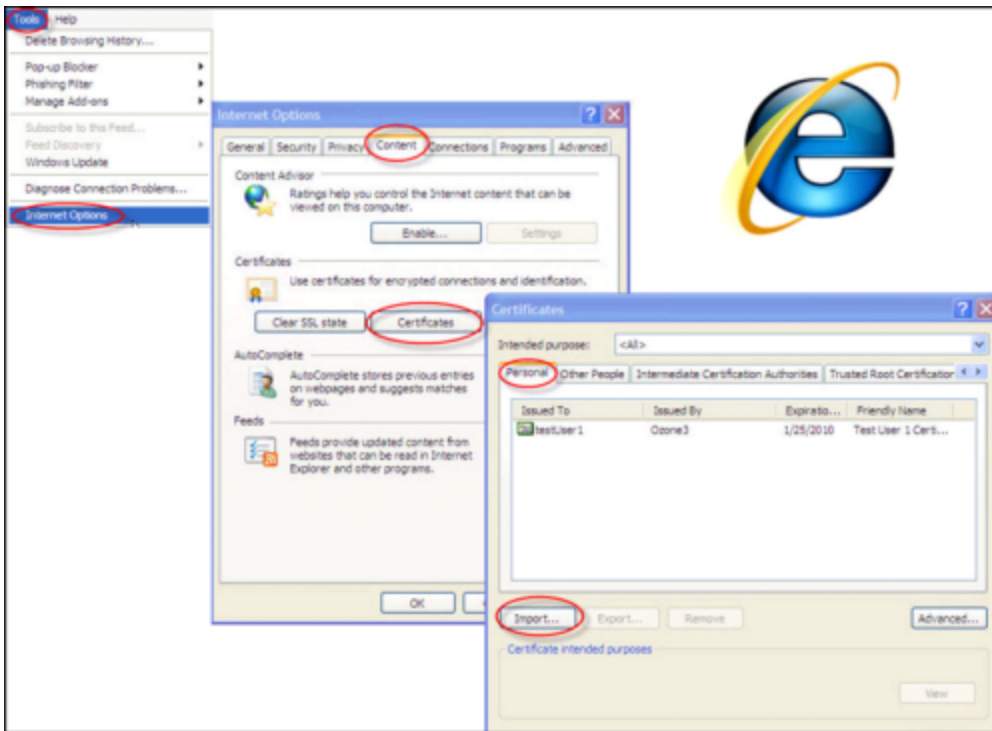 Tools Help
Delete Browsing History....
Pop-up Blocker
Phishing Filter
Manage Add-ons
Subscribe to this Feed...
Feed Discovery
Windows Update
Diagnose Connection Problems...
Internet Options
Internet Options
General Security Privacy Content Connections Programs Advanced
Content Advisor
Ratings help you control the Internet content that can be
viewed on this computer.
Enable... Settings
Certificates
Use certificates for encrypted connections and identification.
Clear SSL state Certificates
AutoComplete
AutoComplete stores previous entries
on webpages and suggests matches
for you.
Feeds
Feeds provide updated content from
websites that can be read in Internet
Explorer and other programs.
OK
Certificates
Intended purpose: <All>
Personal Other People Intermediate Certification Authorities Trusted Root Certification
Issued To Issued By Expiratio... Friendly Name
testUser1 Ozone3 1/25/2010 Test User 1 Certi...
Import... Export... Remove Advanced...
Certificate intended purposes
View